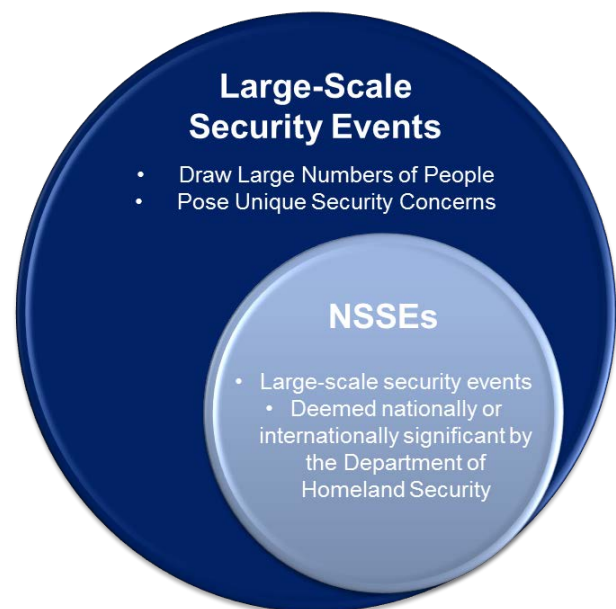 Large-Scale
Security Events
• Draw Large Numbers of People
• Pose Unique Security Concerns
NSSEs
• Large-scale security events
• Deemed nationally or
internationally significant by
the Department of
Homeland Security